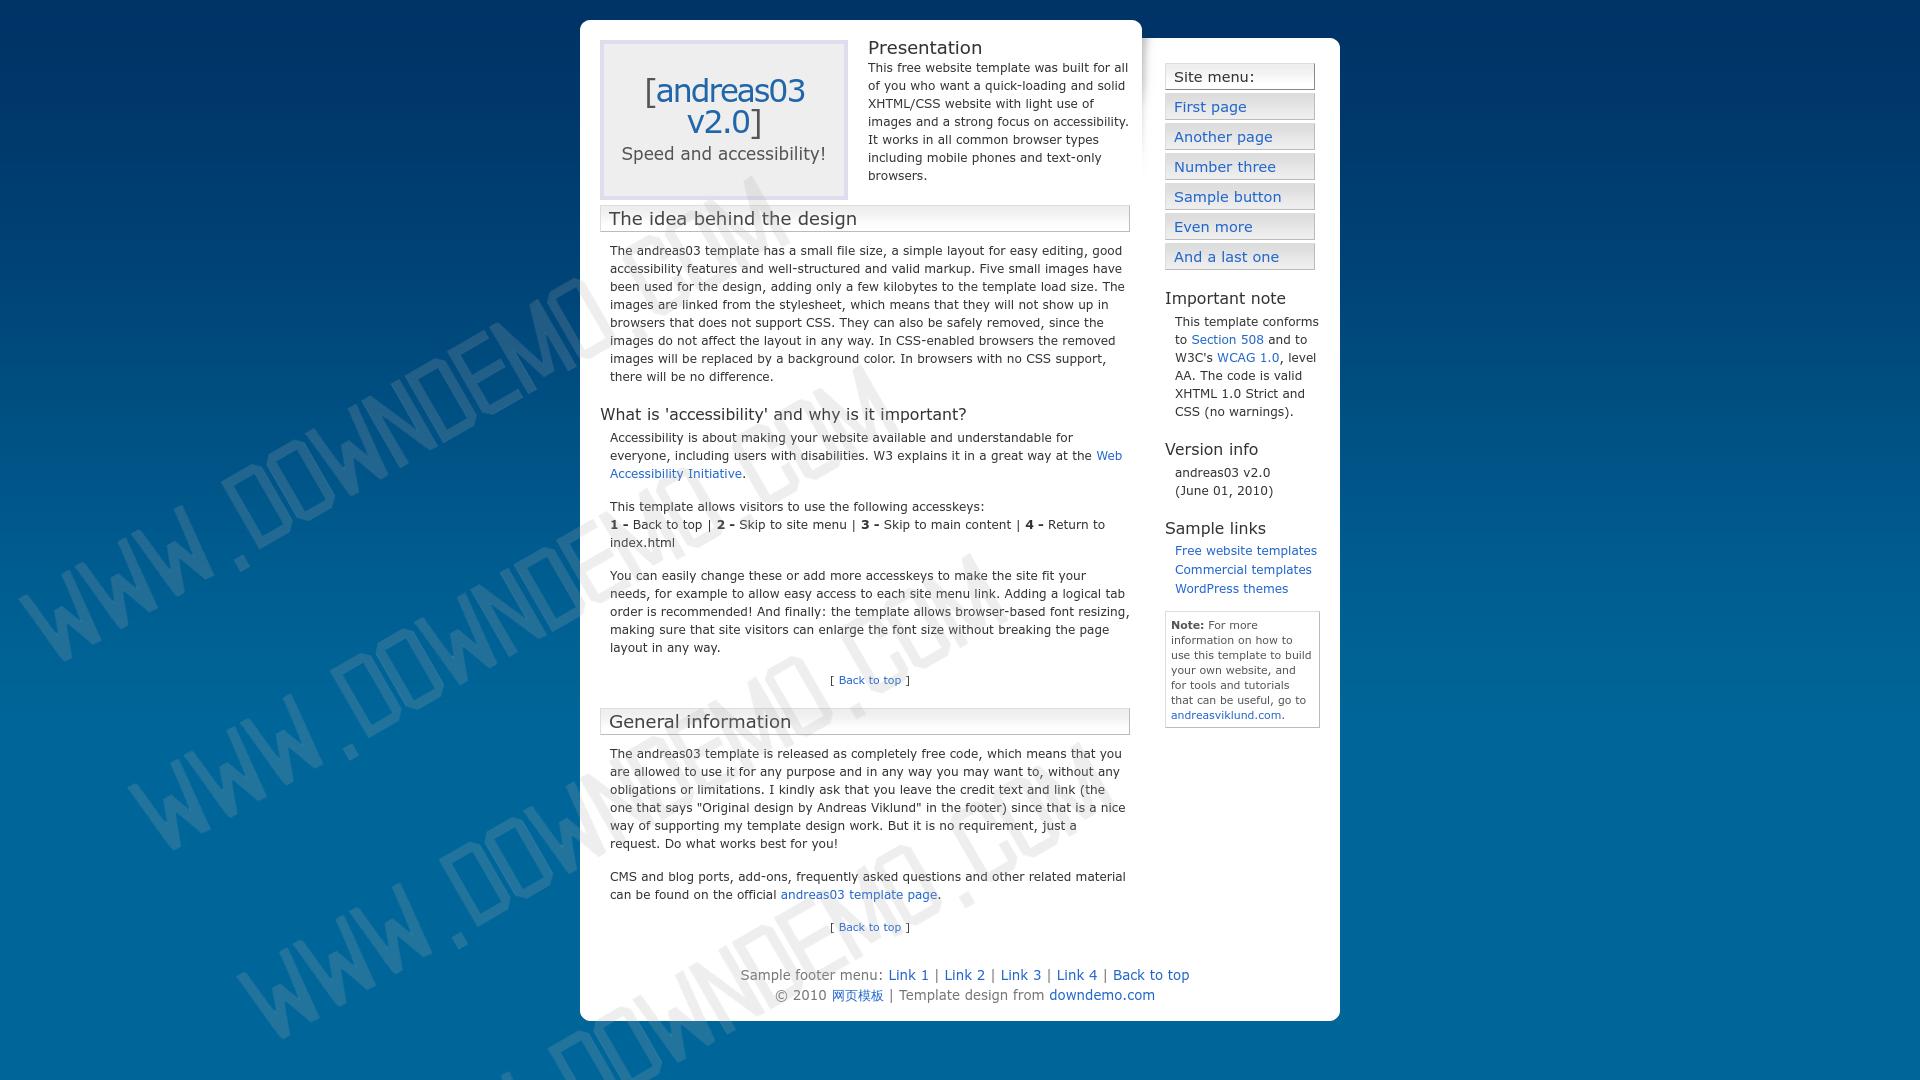 [andreas03
v2.0]
Speed and accessibility!
Presentation
This free website template was built for all
of you who want a quick-loading and solid
XHTML/CSS website with light use of
images and a strong focus on accessibility.
It works in all common browser types
including mobile phones and text-only
browsers.
The idea behind the design
The andreas03 template has a small file size, a simple layout for easy editing, good
accessibility features and well-structured and valid markup. Five small images have
been used for the design, adding only a few kilobytes to the template load size. The
images are linked from the stylesheet, which means that they will not show up in
browsers that does not support CSS. They can also be safely removed, since the
images do not affect the layout in any way. In CSS-enabled browsers the removed
images will be replaced by a background color. In browsers with no CSS support,
there will be no difference.
What is 'accessibility' and why is it important?
Accessibility is about making your website available and understandable for
everyone, including users with disabilities. W3 explains it in a great way at the Web
Accessibility Initiative.
This template allows visitors to use the following accesskeys:
1 - Back to top | 2 - Skip to site menu | 3 - Skip to main content | 4 - Return to
index.html
You can easily change these or add more accesskeys to make the site fit your
needs, for example to allow easy access to each site menu link. Adding a logical tab
order is recommended! And finally: the template allows browser-based font resizing,
making sure that site visitors can enlarge the font size without breaking the page
layout in any way.
[ Back to top ]
General information
The andreas03 template is released as completely free code, which means that you
are allowed to use it for any purpose and in any way you may want to, without any
obligations or limitations. I kindly ask that you leave the credit text and link (the
one that says "Original design by Andreas Viklund" in the footer) since that is a nice
way of supporting my template design work. But it is no requirement, just a
request. Do what works best for you!
CMS and blog ports, add-ons, frequently asked questions and other related material
can be found on the official andreas03 template page.
[ Back to top ]
Site menu:
First page
Another page
Number three
Sample button
Even more
And a last one
Important note
This template conforms
to Section 508 and to
W3C's WCAG 1.0, level
AA. The code is valid
XHTML 1.0 Strict and
CSS (no warnings).
Version info
andreas03 v2.0
(June 01, 2010)
Sample links
Free website templates
Commercial templates
WordPress themes
Note: For more
information on how to
use this template to build
your own website, and
for tools and tutorials
that can be useful, go to
andreasviklund.com.
Sample footer menu: Link 1 | Link 2 | Link 3 | Link 4 | Back to top
© 2010 网页模板 | Template design from downdemo.com
WWW.DOWNDEMO.COM
WWW.DOWNDEMO.COM
WWW.DOWNDEMO.COM
.DOWNDEMO.COM